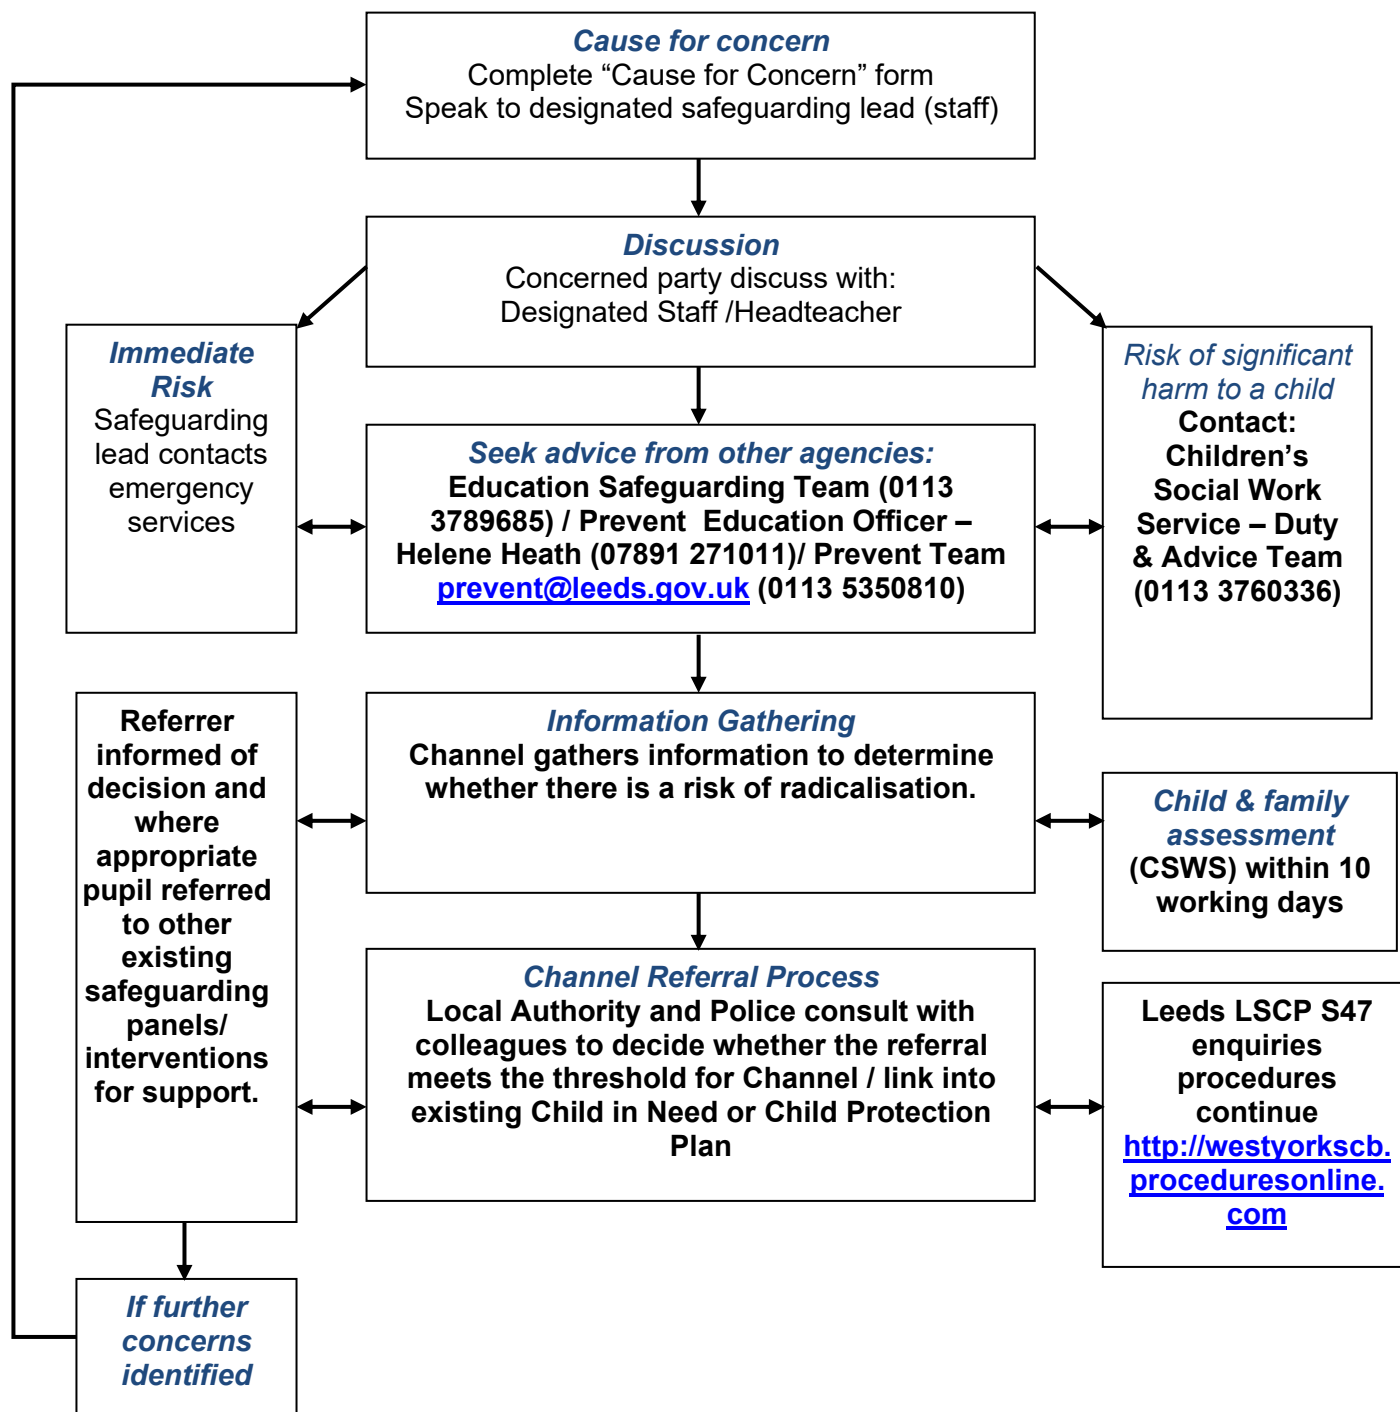 Cause for concern
Complete “Cause for Concern” form
Speak to designated safeguarding lead (staff)
Discussion
Concerned party discuss with:
Designated Staff /Headteacher
Immediate
Risk
Safeguarding
lead contacts
emergency
services
Seek advice from other agencies:
Education Safeguarding Team (0113
3789685) / Prevent  Education Officer –
Helene Heath (07891 271011)/ Prevent Team
prevent@leeds.gov.uk (0113 5350810)
Risk of significant
harm to a child
Contact:
Children’s
Social Work
Service – Duty
& Advice Team
(0113 3760336)
Referrer
informed of
decision and
where
appropriate
pupil referred
to other
existing
safeguarding
panels/
interventions
for support.
Information Gathering
Channel gathers information to determine
whether there is a risk of radicalisation.
Child & family
assessment
(CSWS) within 10
working days
Channel Referral Process
Local Authority and Police consult with
colleagues to decide whether the referral
meets the threshold for Channel / link into
existing Child in Need or Child Protection
Plan
Leeds LSCP S47
enquiries
procedures
continue
http://westyorkscb.
proceduresonline.
com
If further
concerns
identified